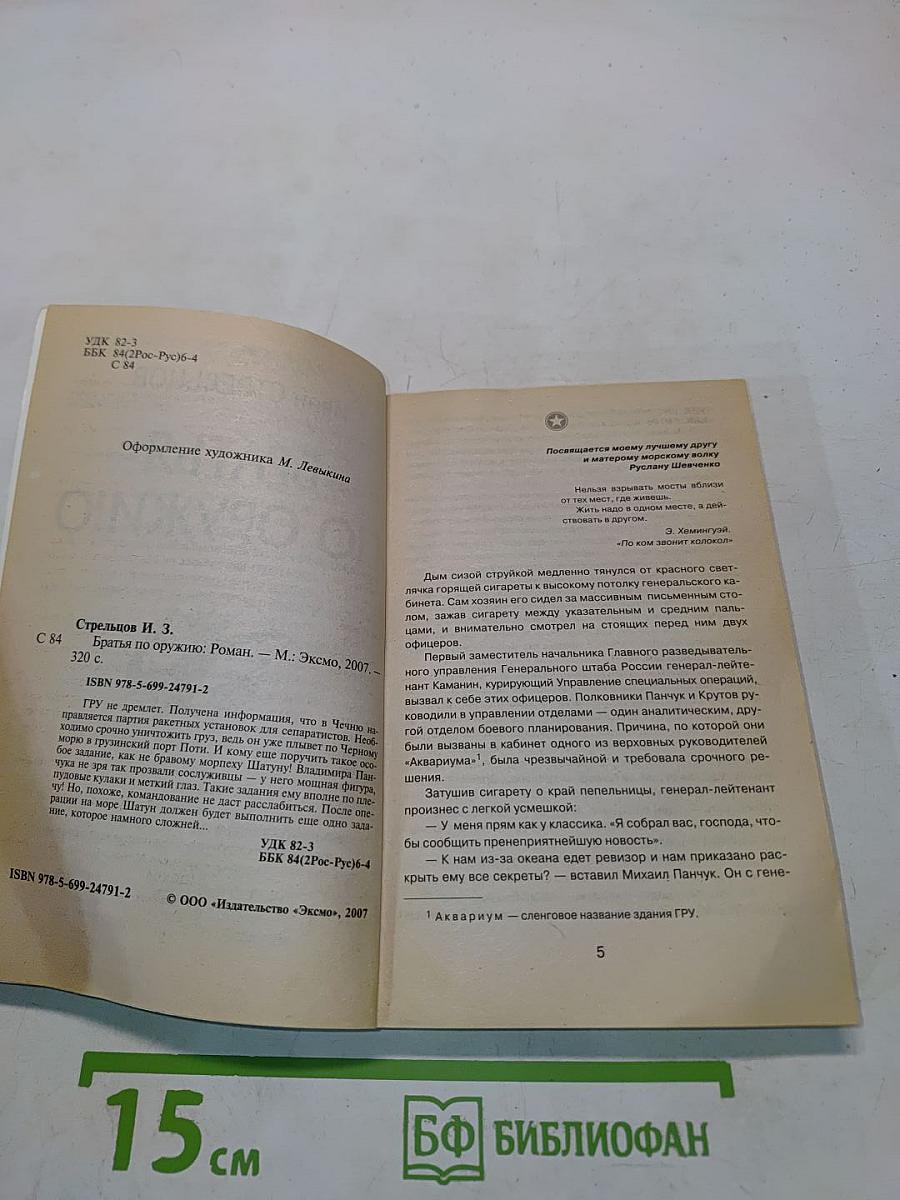 УДК 82-3
ББК 84(2Рос-Рус)6-4
С 84
Оформление художника М. Левыкина
Стрельцов И. З.
С 84 Братья по оружию: Роман. — М.: Эксмо, 2007. –
320 с.
ISBN 978-5-699-24791-2
ГРУ не дремлет. Получена информация, что в Чечню на-
правляется партия ракетных установок для сепаратистов. Необ-
ходимо срочно уничтожить груз, ведь он уже плывет по Черному
морю в грузинский порт Поти. И кому еще поручить такое осо-
бое задание, как не бравому морпеху Шатуну! Владимира Пан-
чука не зря так прозвали сослуживцы — у него мощная фигура,
пудовые кулаки и меткий глаз. Такие задания ему вполне по пле-
чу! Но, похоже, командование не даст расслабиться. После опе-
рации на море Шатун должен будет выполнить еще одно зада-
ние, которое намного сложней...
УДК 82-3
ББК 84(2Рос-Рус)6-4
ISBN 978-5-699-24791-2
© ООО «Издательство «Эксмо», 2007
Посвящается моему лучшему другу
и матерому морскому волку
Руслану Шевченко
Нельзя взрывать мосты вблизи
от тех мест, где живешь.
Жить надо в одном месте, а дей-
ствовать в другом.
Э. Хемингуэй.
«По ком звонит колокол»
Дым сизой струйкой медленно тянулся от красного свет-
лячка горящей сигареты к высокому потолку генеральского ка-
бинета. Сам хозяин его сидел за массивным письменным сто-
лом, зажав сигарету между указательным и средним паль-
цами, и внимательно смотрел на стоящих перед ним двух
офицеров.
Первый заместитель начальника Главного разведыватель-
ного управления Генерального штаба России генерал-лейте-
нант Каманин, курирующий Управление специальных операций,
вызвал к себе этих офицеров. Полковники Панчук и Крутов ру-
ководили в управлении отделами — один аналитическим, дру-
гой отделом боевого планирования. Причина, по которой они
были вызваны в кабинет одного из верховных руководителей
«Аквариума»¹, была чрезвычайной и требовала срочного ре-
шения.
Затушив сигарету о край пепельницы, генерал-лейтенант
произнес с легкой усмешкой:
— У меня прям как у классика. «Я собрал вас, господа, что-
бы сообщить пренеприятнейшую новость».
— К нам из-за океана едет ревизор и нам приказано рас-
крыть ему все секреты? — вставил Михаил Панчук. Он с гене-
¹ Аквариум — сленговое название здания ГРУ.
5
15 см
БФ БИБЛИОФАН